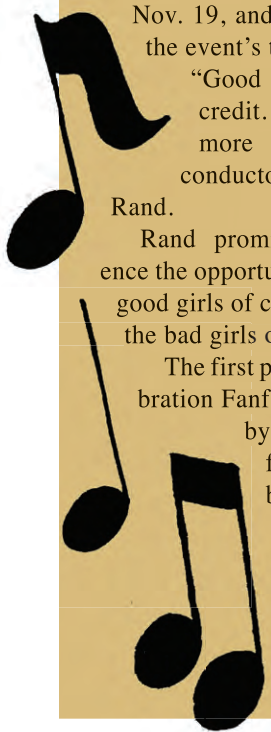 Nov. 19, and
the event's t
"Good
credit.
more
conducto
Rand.
Rand prom
ence the opportu
good girls of c
the bad girls o
The first p
bration Fanf
by
f
b